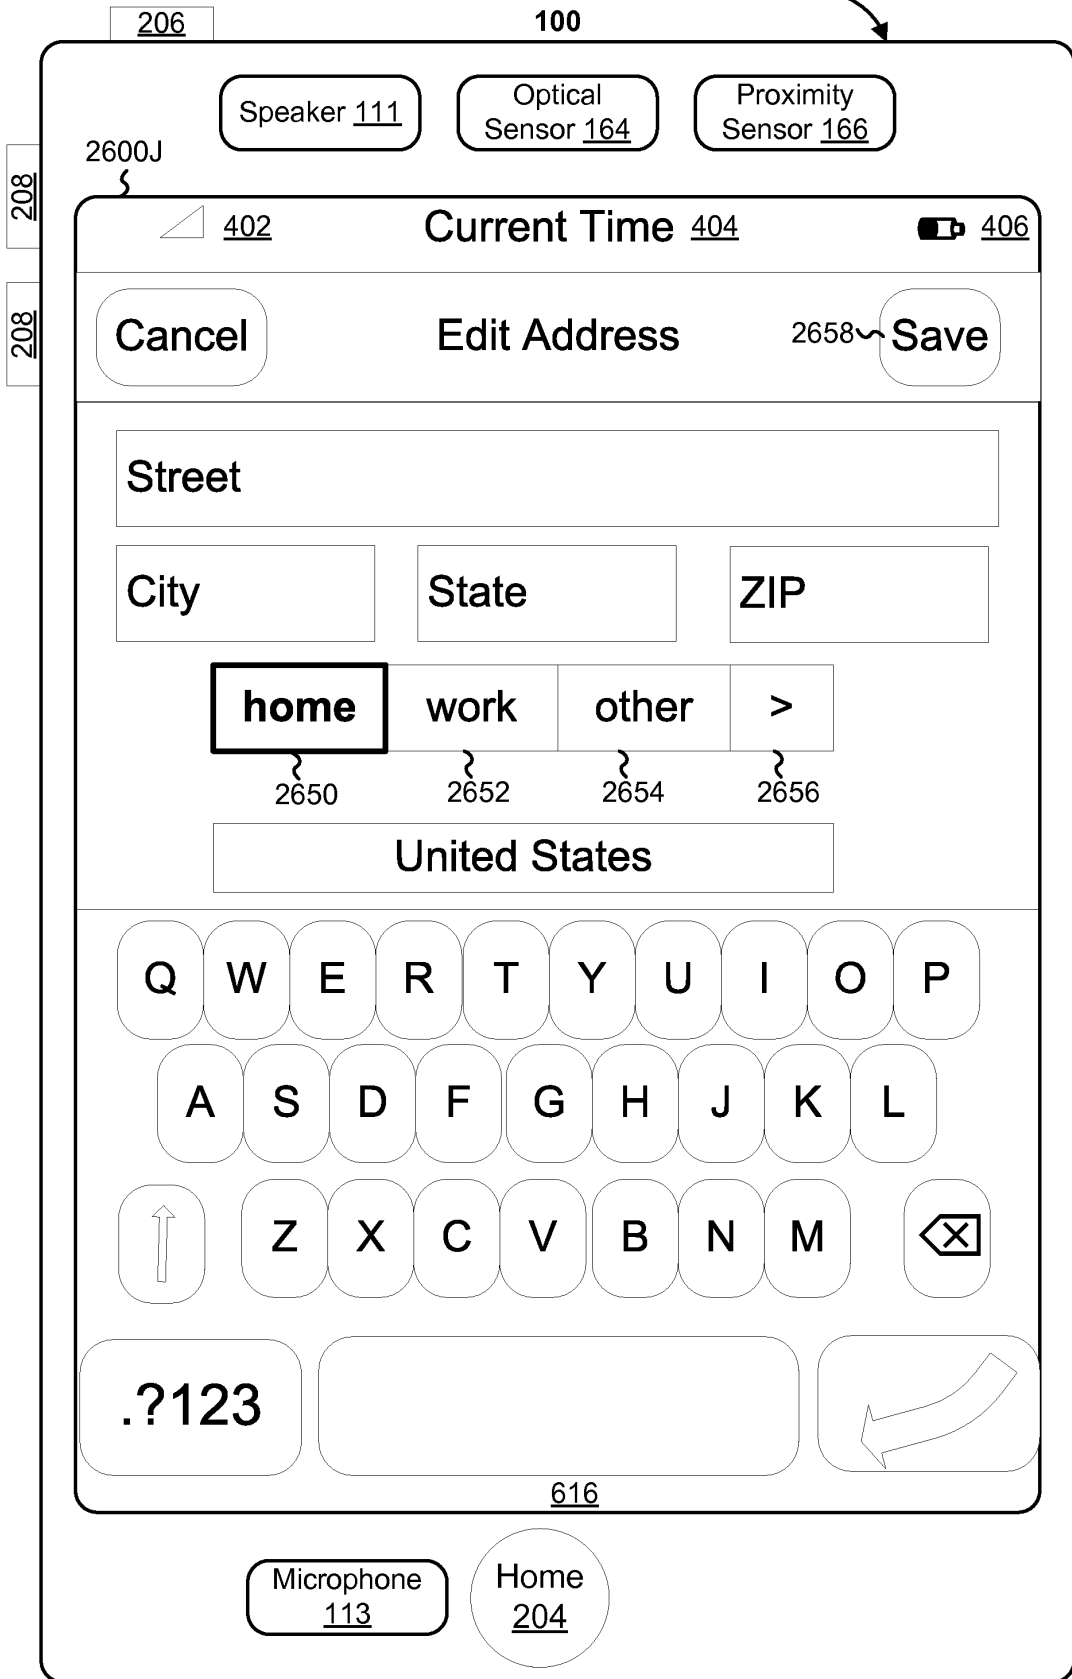 206
100
Speaker 111
Optical
Sensor 164
Proximity
Sensor 166
2600J
208
402
Current Time 404
406
208
Cancel
Edit Address
2658
Save
Street
City
State
ZIP
home
work
other
>
2650
2652
2654
2656
United States
Q W E R T Y U I O P
A S D F G H J K L
Z X C V B N M
.?123
616
Microphone
113
Home
204